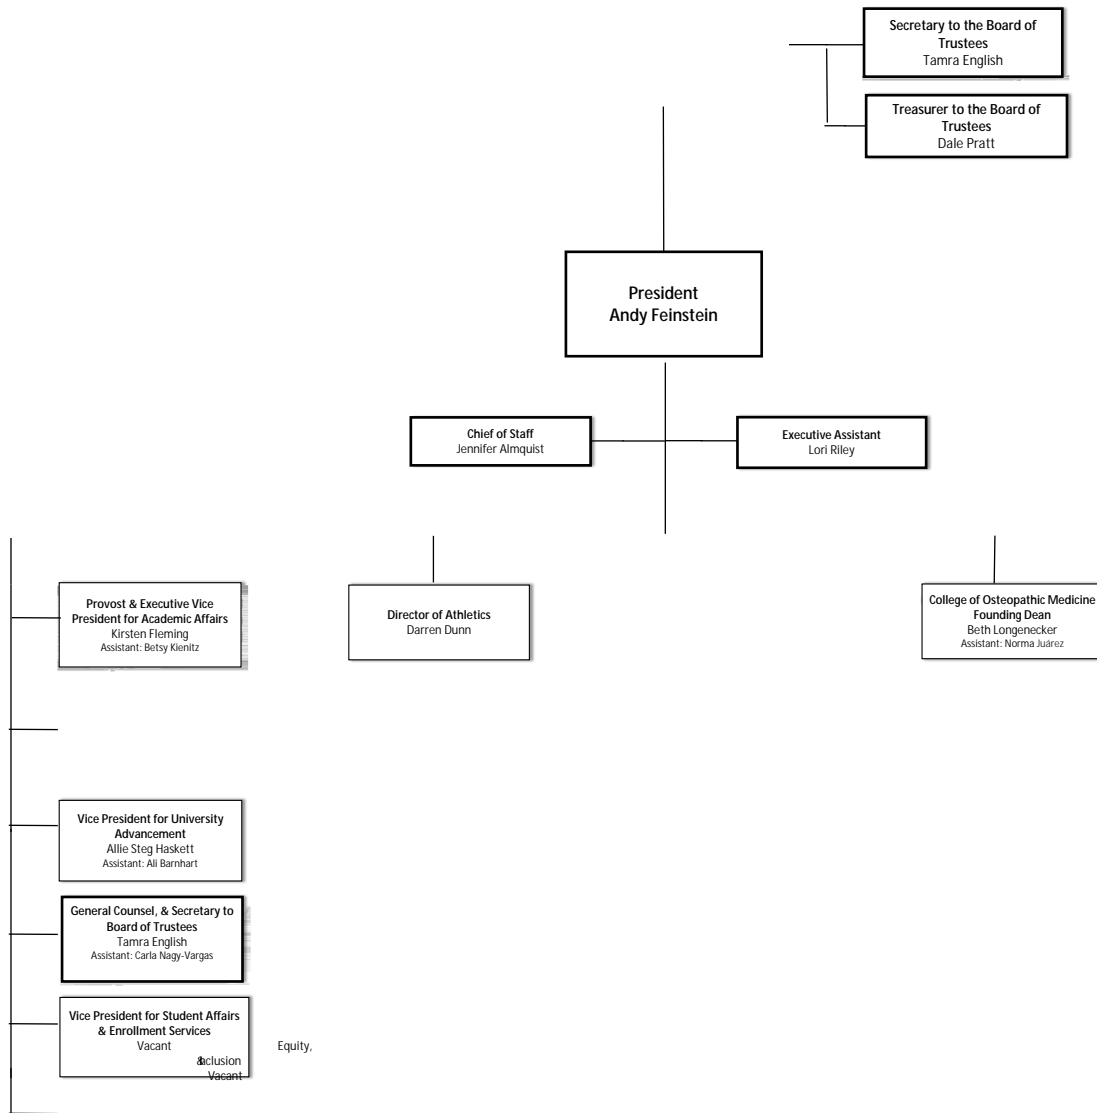 Secretary to the Board of
Trustees
Tamra English
Treasurer to the Board of
Trustees
Dale Pratt
President
Andy Feinstein
Chief of Staff
Jennifer Almquist
Executive Assistant
Lori Riley
Provost & Executive Vice
President for Academic Affairs
Kirsten Fleming
Assistant: Betsy Kienitz
Director of Athletics
Darren Dunn
College of Osteopathic Medicine
Founding Dean
Beth Longenecker
Assistant: Norma Juárez
Vice President for University
Advancement
Allie Steg Haskett
Assistant: Ali Barnhart
General Counsel, & Secretary to
Board of Trustees
Tamra English
Assistant: Carla Nagy-Vargas
Vice President for Student Affairs
& Enrollment Services
Vacant
Equity,
& Inclusion
Vacant